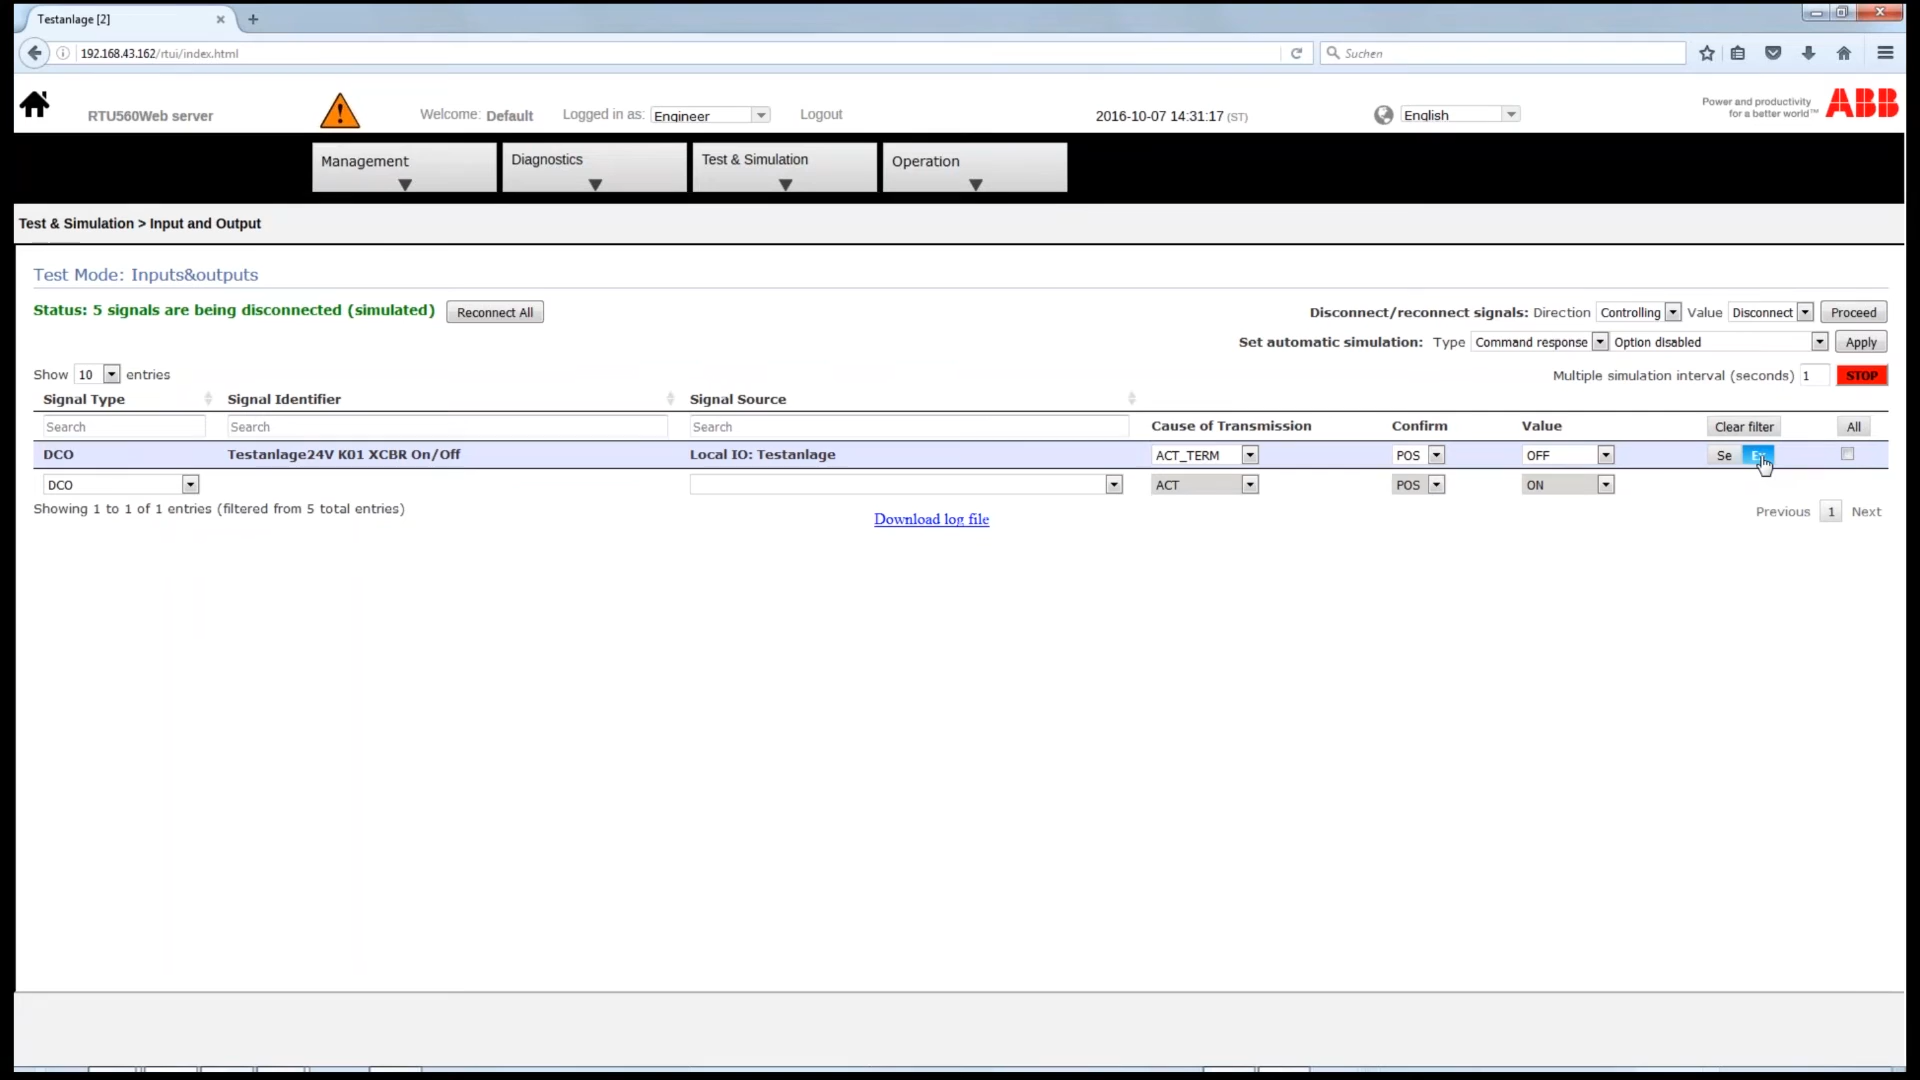 Testanlage [2]
192.168.43.162/rtui/index.html
Suchen
RTU560Web server
Welcome: Default
Logged in as: Engineer
Logout
2016-10-07 14:31:17 (ST)
English
Power and productivity
for a better world™
ABB
Management
Diagnostics
Test & Simulation
Operation
Test & Simulation > Input and Output
Test Mode: Inputs&outputs
Status: 5 signals are being disconnected (simulated) Reconnect All
Disconnect/reconnect signals: Direction Controlling Value Disconnect Proceed
Set automatic simulation: Type Command response Option disabled Apply
Show 10 entries
Multiple simulation interval (seconds) 1 STOP
Signal Type Signal Identifier Signal Source
Search Search Search Cause of Transmission Confirm Value Clear filter All
DCO Testanlage24V K01 XCBR On/Off Local IO: Testanlage ACT_TERM POS OFF Se
DCO ACT POS ON
Showing 1 to 1 of 1 entries (filtered from 5 total entries)
Download log file
Previous 1 Next